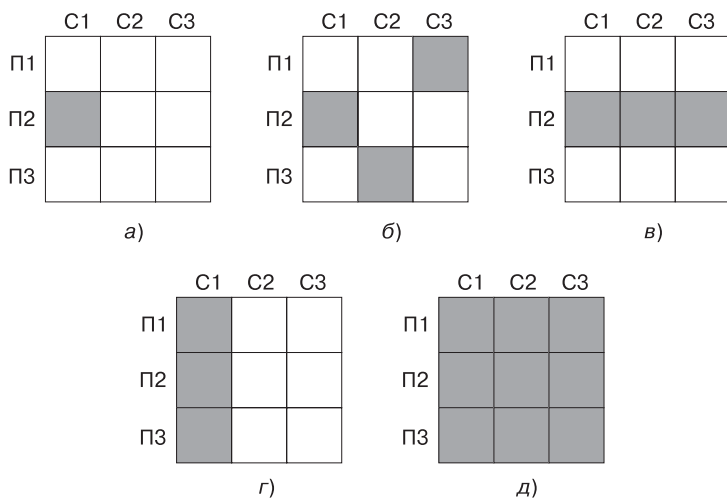 С1 С2 С3 С1 С2 С3 С1 С2 С3
П1 П1 П1
П2 П2 П2
П3 П3 П3
а) б) в)
С1 С2 С3 С1 С2 С3
П1 П1
П2 П2
П3 П3
г) д)